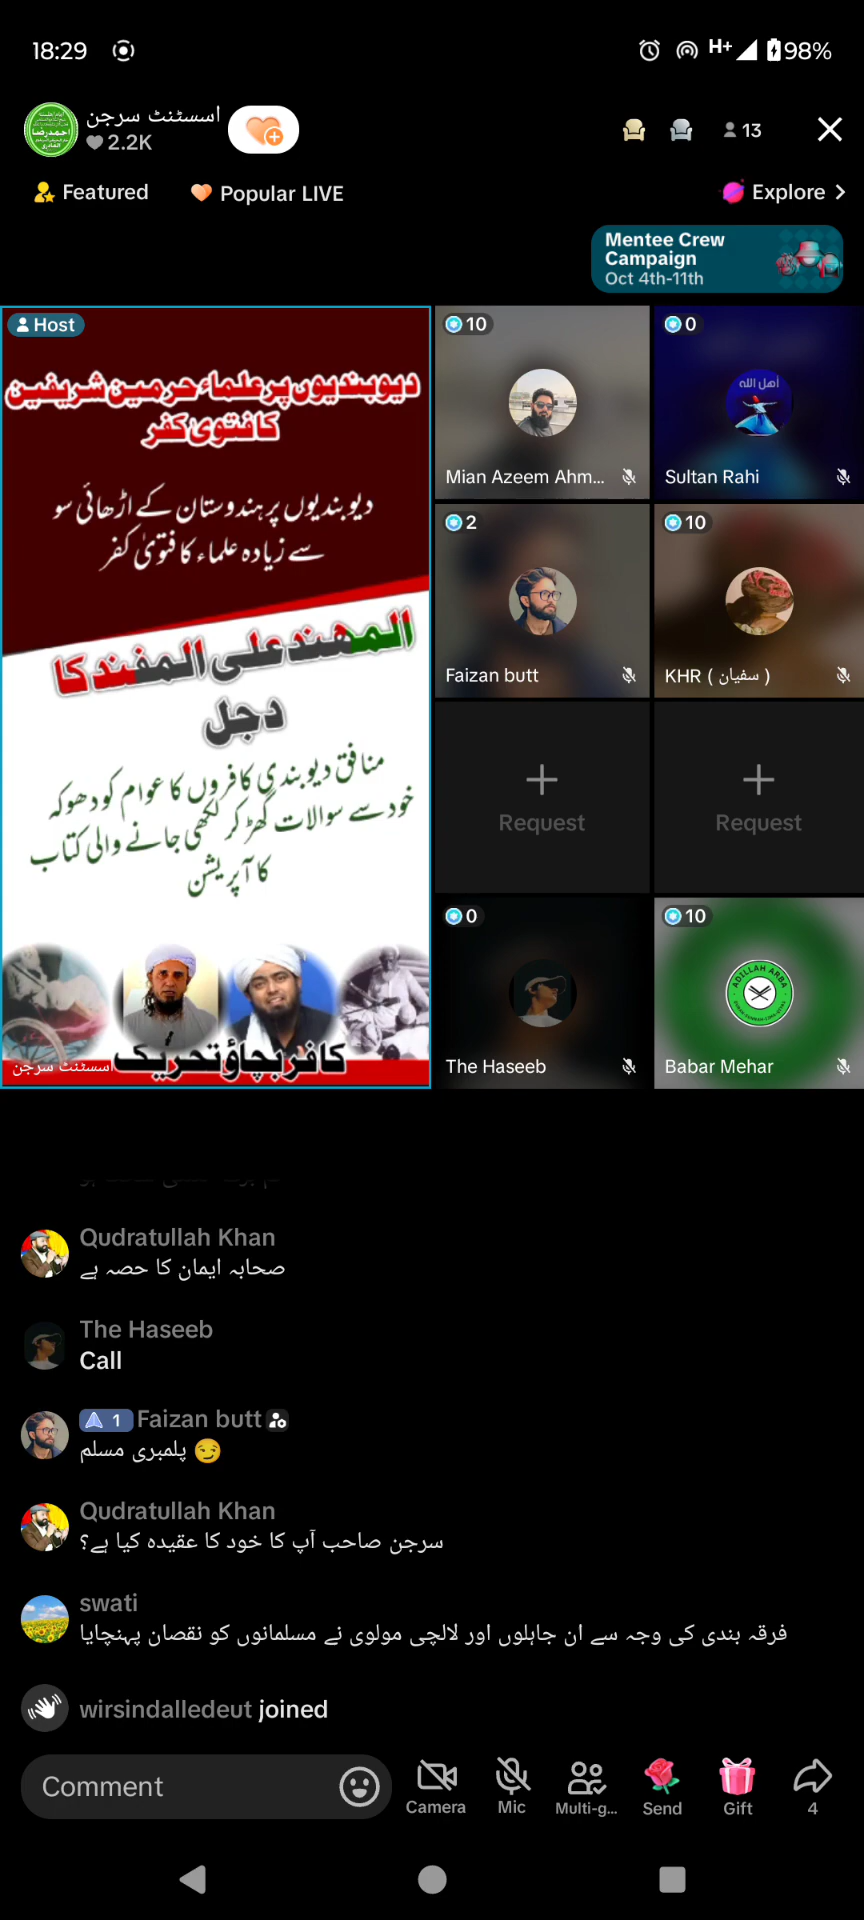 18:29
H+
98%
اسسٹنٹ سرجن
2.2K
13
Featured
Popular LIVE
Explore
Mentee Crew
Campaign
Oct 4th-11th
Host
دیوبندیوں پر علماء حرمین شریفین
کا فتویٰ کفر
دیوبندیوں پر ہندوستان کے اڑھائی سو
سے زیادہ علماء کا فتویٰ کفر
المھند علی المفند کا
دجل
منافق دیوبندی کافروں کا عوام کو دھوکہ
خود سے سوالات گھڑ کر لکھی جانے والی کتاب
کا آپریشن
کافر بچاؤ تحریک
اسسٹنٹ سرجن
10
Mian Azeem Ahm...
0
أهل الله
Sultan Rahi
2
Faizan butt
10
KHR ( سفیان )
Request
Request
0
The Haseeb
10
ADILLAH ARBA
Babar Mehar
Qudratullah Khan
صحابہ ایمان کا حصہ ہے
The Haseeb
Call
1 Faizan butt
پلمبری مسلم 😏
Qudratullah Khan
سرجن صاحب آپ کا خود کا عقیدہ کیا ہے؟
swati
فرقہ بندی کی وجہ سے ان جاہلوں اور لالچی مولوی نے مسلمانوں کو نقصان پہنچایا
wirsindalledeut joined
Comment
Camera
Mic
Multi-g...
Send
Gift
4